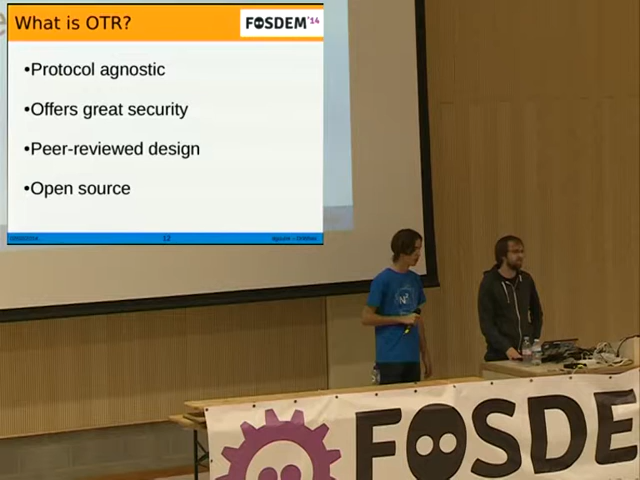 What is OTR?
FOSDEM'14
•Protocol agnostic
•Offers great security
•Peer-reviewed design
•Open source
12
FOSDE